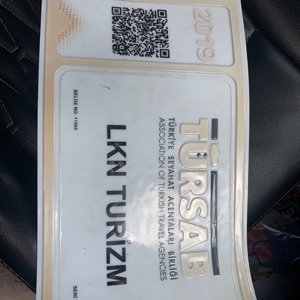 2019
TÜRSAB
TÜRKİYE SEYAHAT ACENTALARI BİRLİĞİ
ASSOCIATION OF TURKISH TRAVEL AGENCIES
LKN TURİZM
BELGE NO:
SERİ